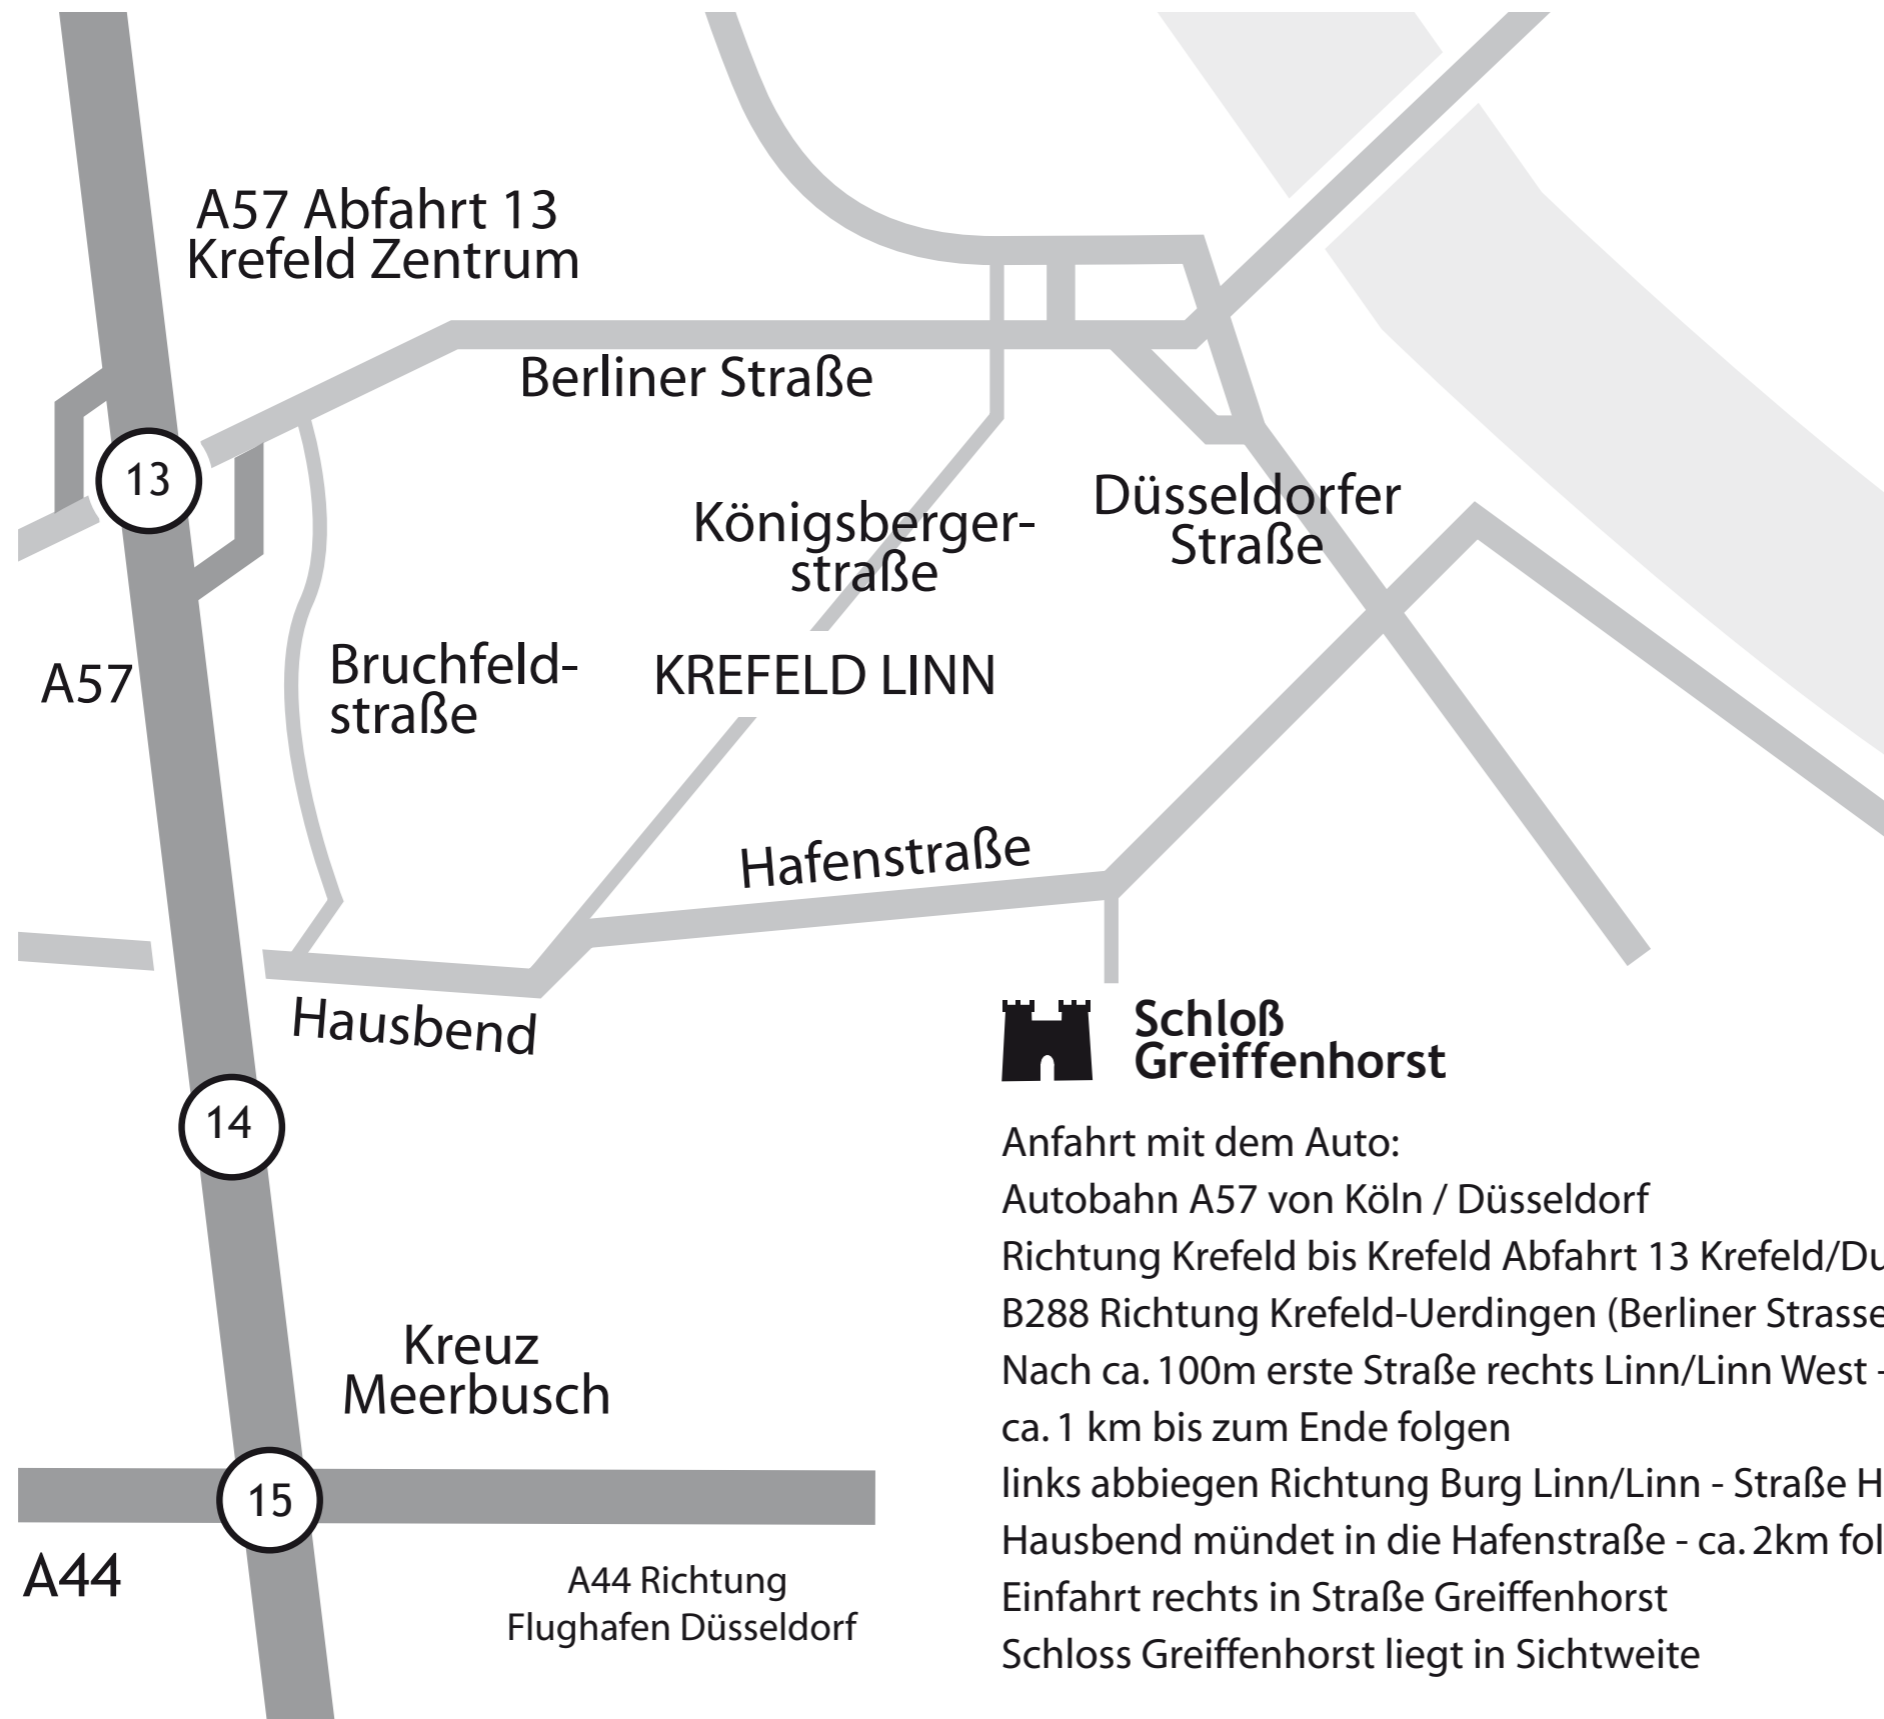 A57 Abfahrt 13
Krefeld Zentrum
Berliner Straße
13
Königsberger-
straße
Düsseldorfer
Straße
A57
Bruchfeld-
straße
KREFELD LINN
Hafenstraße
Hausbend
Schloß
Greiffenhorst
14
Anfahrt mit dem Auto:
Autobahn A57 von Köln / Düsseldorf
Richtung Krefeld bis Krefeld Abfahrt 13 Krefeld/Du
B288 Richtung Krefeld-Uerdingen (Berliner Strasse
Nach ca. 100m erste Straße rechts Linn/Linn West -
ca. 1 km bis zum Ende folgen
links abbiegen Richtung Burg Linn/Linn - Straße H
Hausbend mündet in die Hafenstraße - ca. 2km fol
Einfahrt rechts in Straße Greiffenhorst
Schloss Greiffenhorst liegt in Sichtweite
Kreuz
Meerbusch
15
A44
A44 Richtung
Flughafen Düsseldorf